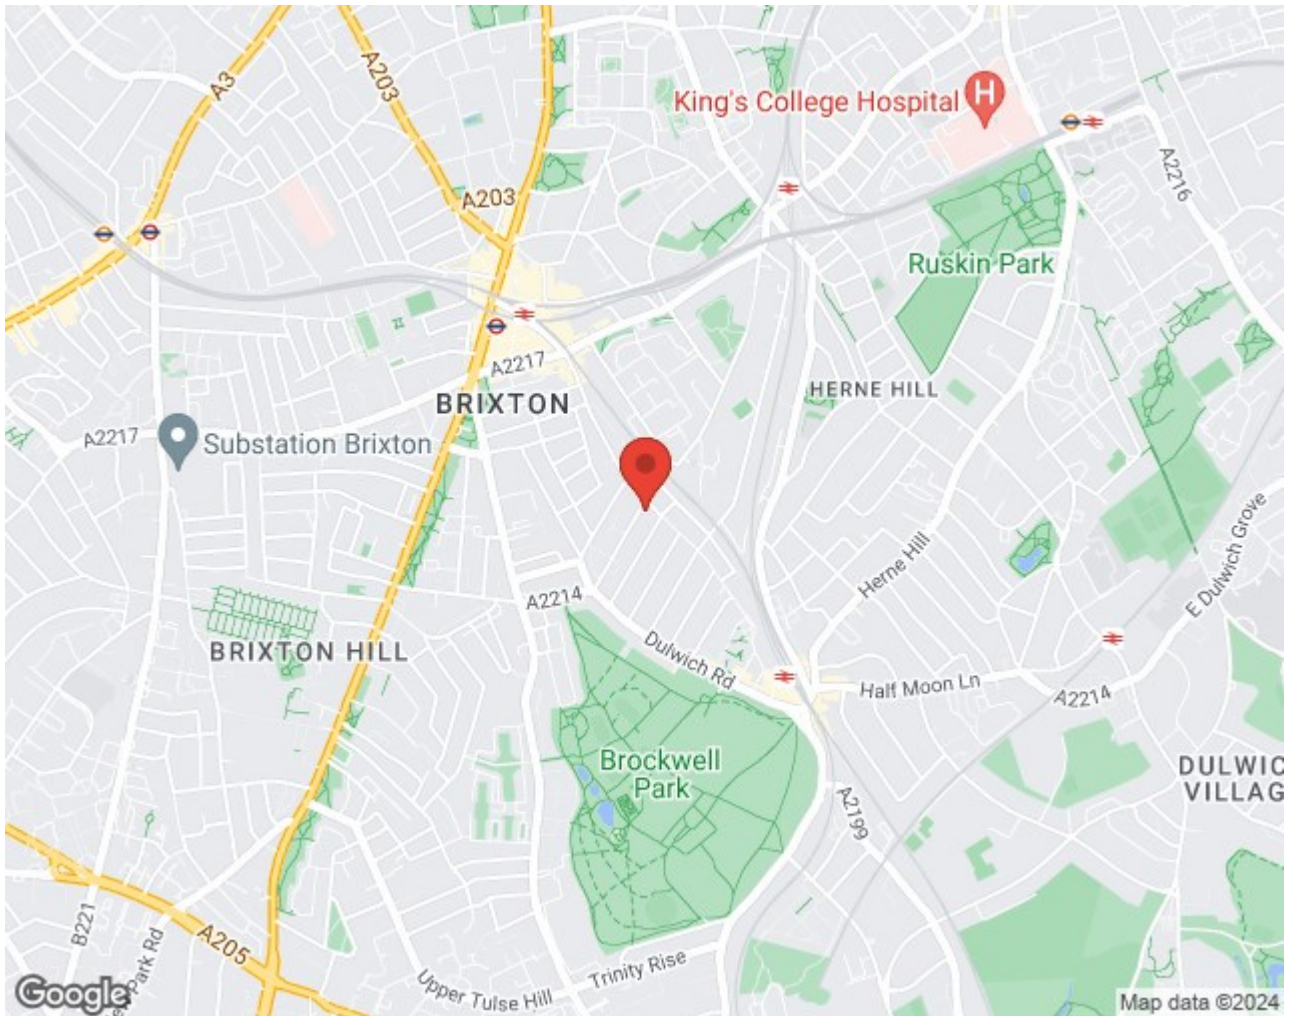 A3
A203
King's College Hospital
H
A2216
A203
Ruskin Park
A2217
HERNE HILL
BRIXTON
A2217
Substation Brixton
E Dulwich Grove
Herne Hill
A2214
BRIXTON HILL
Dulwich Rd
Half Moon Ln
A2214
Brockwell
Park
DULWIC
VILLAG
A2199
B221
A205
Park Rd
Trinity Rise
Upper Tulse Hill
Google
Map data ©2024